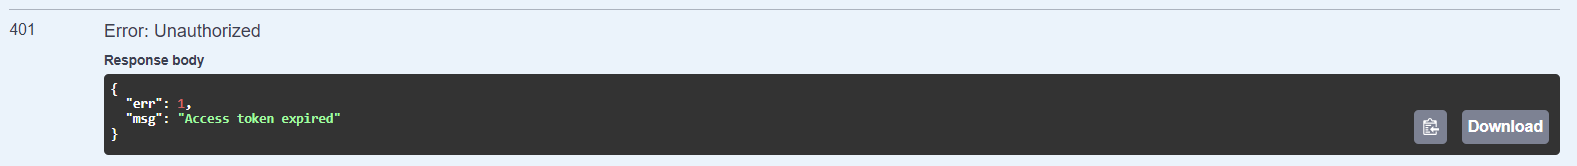 401
Error: Unauthorized
Response body
{
  "err": 1,
  "msg": "Access token expired"
}
Download